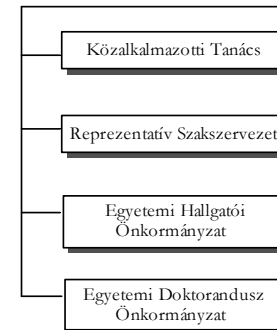 Közalkalmazotti Tanács
Reprezentatív Szakszervezet
Egyetemi Hallgatói
Önkormányzat
Egyetemi Doktorandusz
Önkormányzat